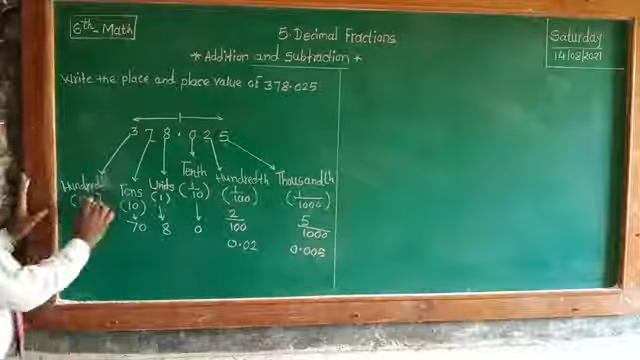 6th - Math
5. Decimal Fractions
Saturday
14/08/2021
* Addition and Subtraction *
Write the place and place value of 378.025
3 7 8 . 0 2 5
Tens Units Tenth Hundredth Thousandth
(10) (1) (1/10) (1/100) (1/1000)
70 8 0 2/100 5/1000
0.02 0.005